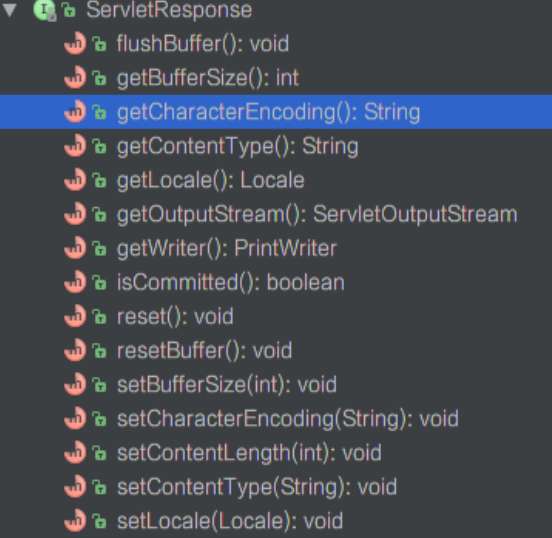 ServletResponse
flushBuffer(): void
getBufferSize(): int
getCharacterEncoding(): String
getContentType(): String
getLocale(): Locale
getOutputStream(): ServletOutputStream
getWriter(): PrintWriter
isCommitted(): boolean
reset(): void
resetBuffer(): void
setBufferSize(int): void
setCharacterEncoding(String): void
setContentLength(int): void
setContentType(String): void
setLocale(Locale): void